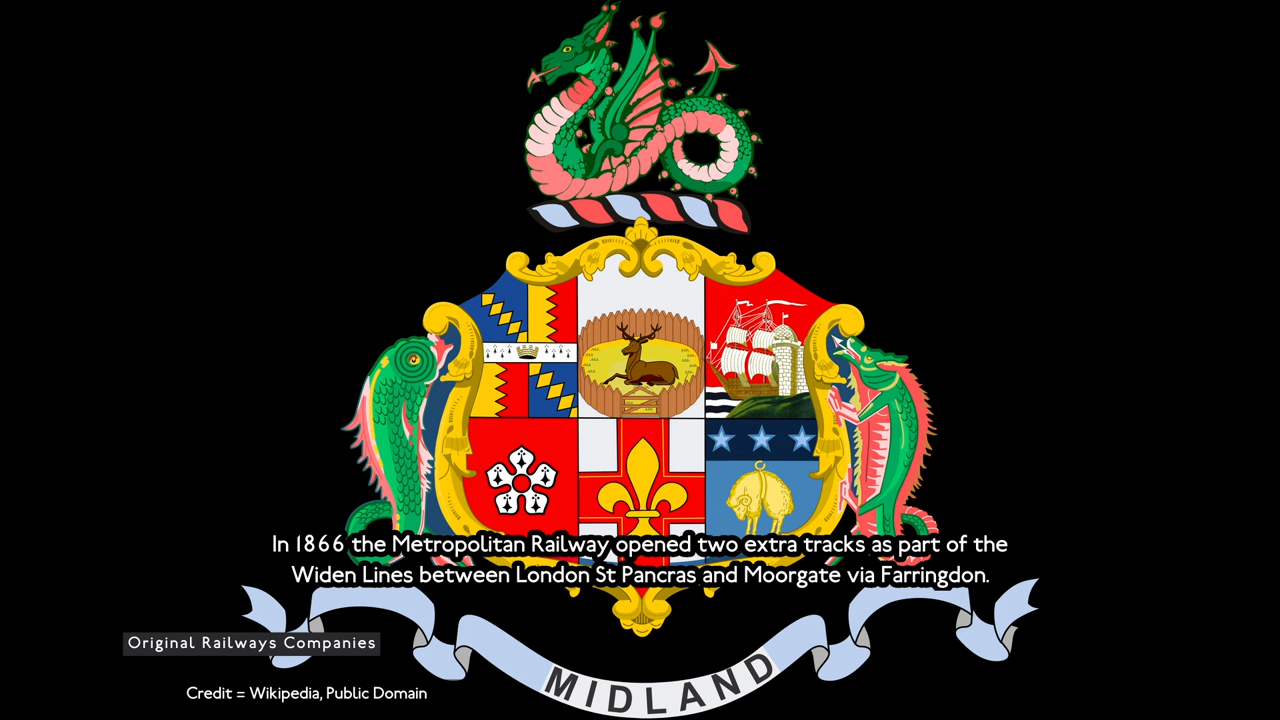 In 1866 the Metropolitan Railway opened two extra tracks as part of the
Widen Lines between London St Pancras and Moorgate via Farringdon.
Original Railways Companies
MIDLAND
Credit = Wikipedia, Public Domain